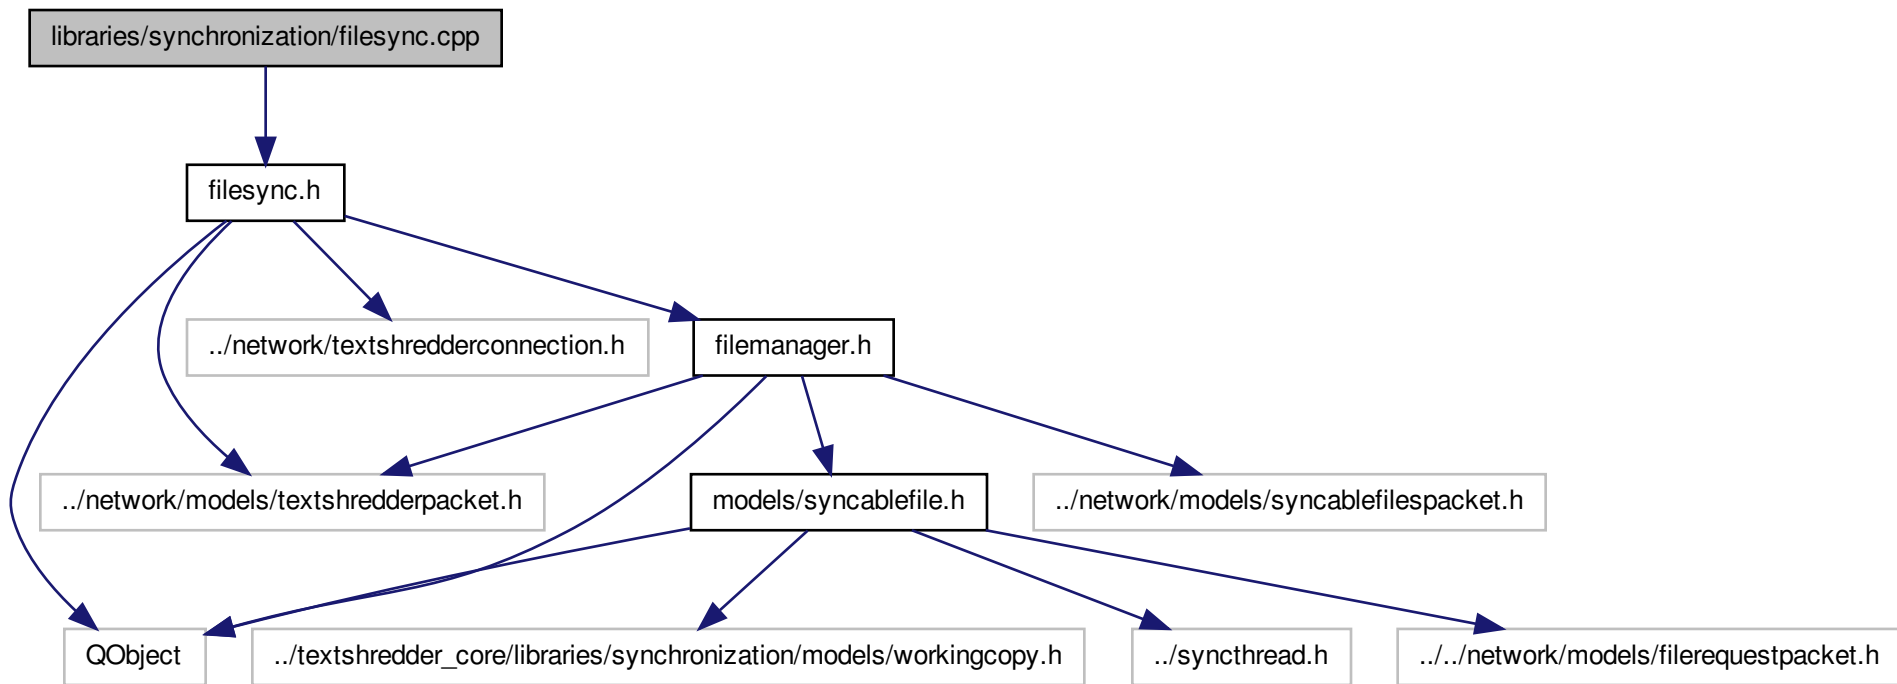 libraries/synchronization/filesync.cpp
filesync.h
../network/textshredderconnection.h
filemanager.h
../network/models/textshredderpacket.h
models/syncablefile.h
../network/models/syncablefilespacket.h
QObject
../textshredder_core/libraries/synchronization/models/workingcopy.h
../syncthread.h
../../network/models/filerequestpacket.h